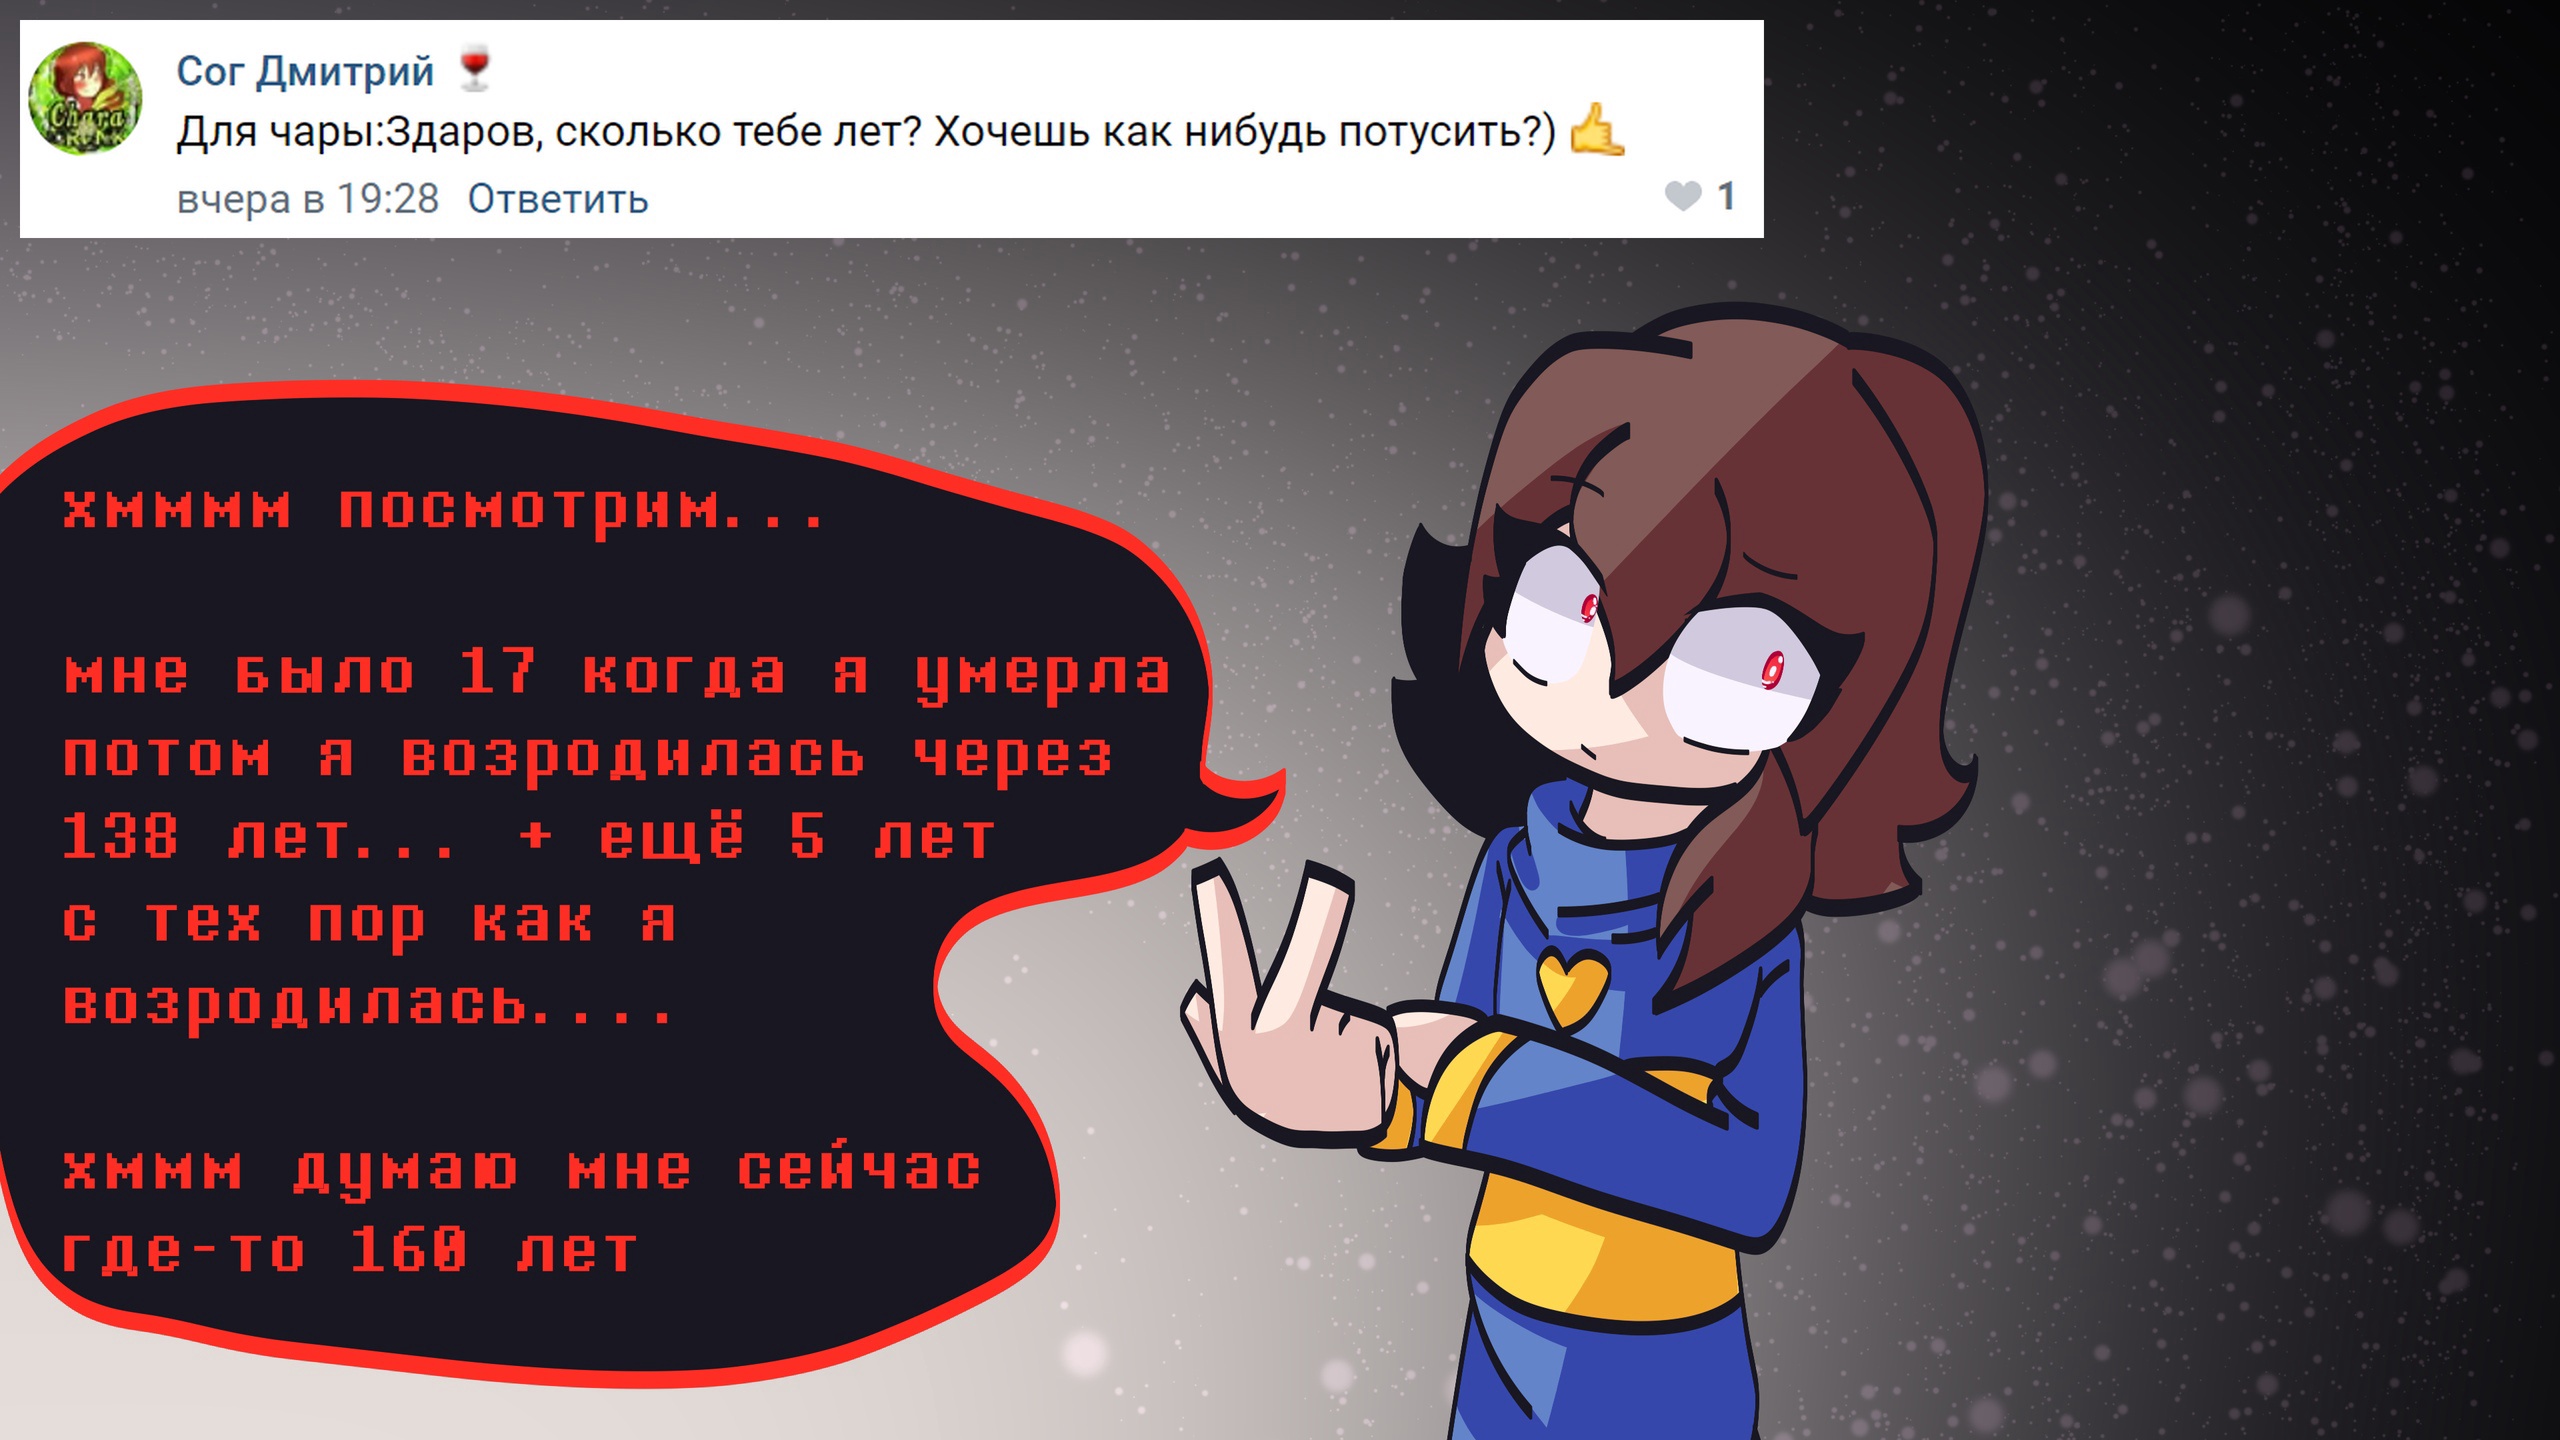 Сог Дмитрий 🍷
Для чары:Здаров, сколько тебе лет? Хочешь как нибудь потусить?) 🤙
вчера в 19:28 Ответить 1
Chara
хмммм посмотрим...
мне было 17 когда я умерла
потом я возродилась через
138 лет... + ещё 5 лет
с тех пор как я
возродилась....
хммм думаю мне сейчас
где-то 160 лет